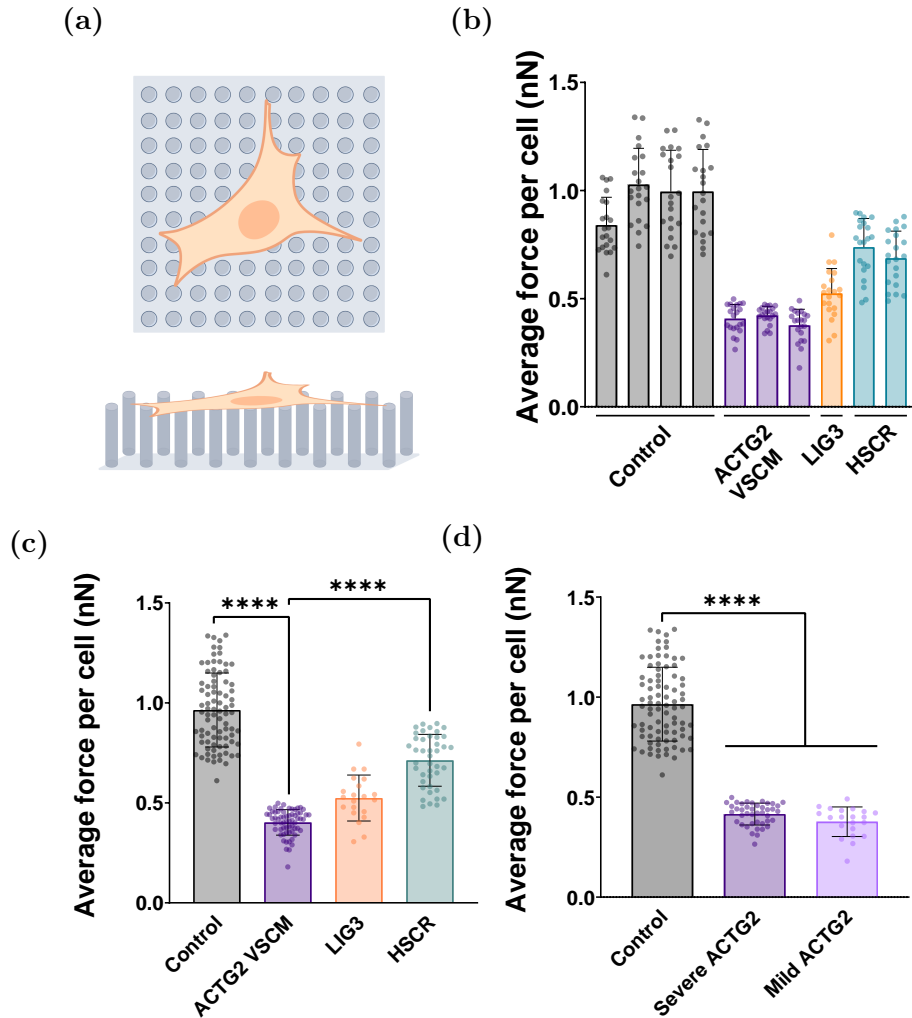 (a)
(b)
Average force per cell (nN)
1.5
1.0
0.5
0.0
Control
ACTG2
VSCM
LIG3
HSCR
(c)
Average force per cell (nN)
1.5
1.0
0.5
0.0
****
****
Control
ACTG2 VSCM
LIG3
HSCR
(d)
Average force per cell (nN)
1.5
1.0
0.5
0.0
****
Control
Severe ACTG2
Mild ACTG2